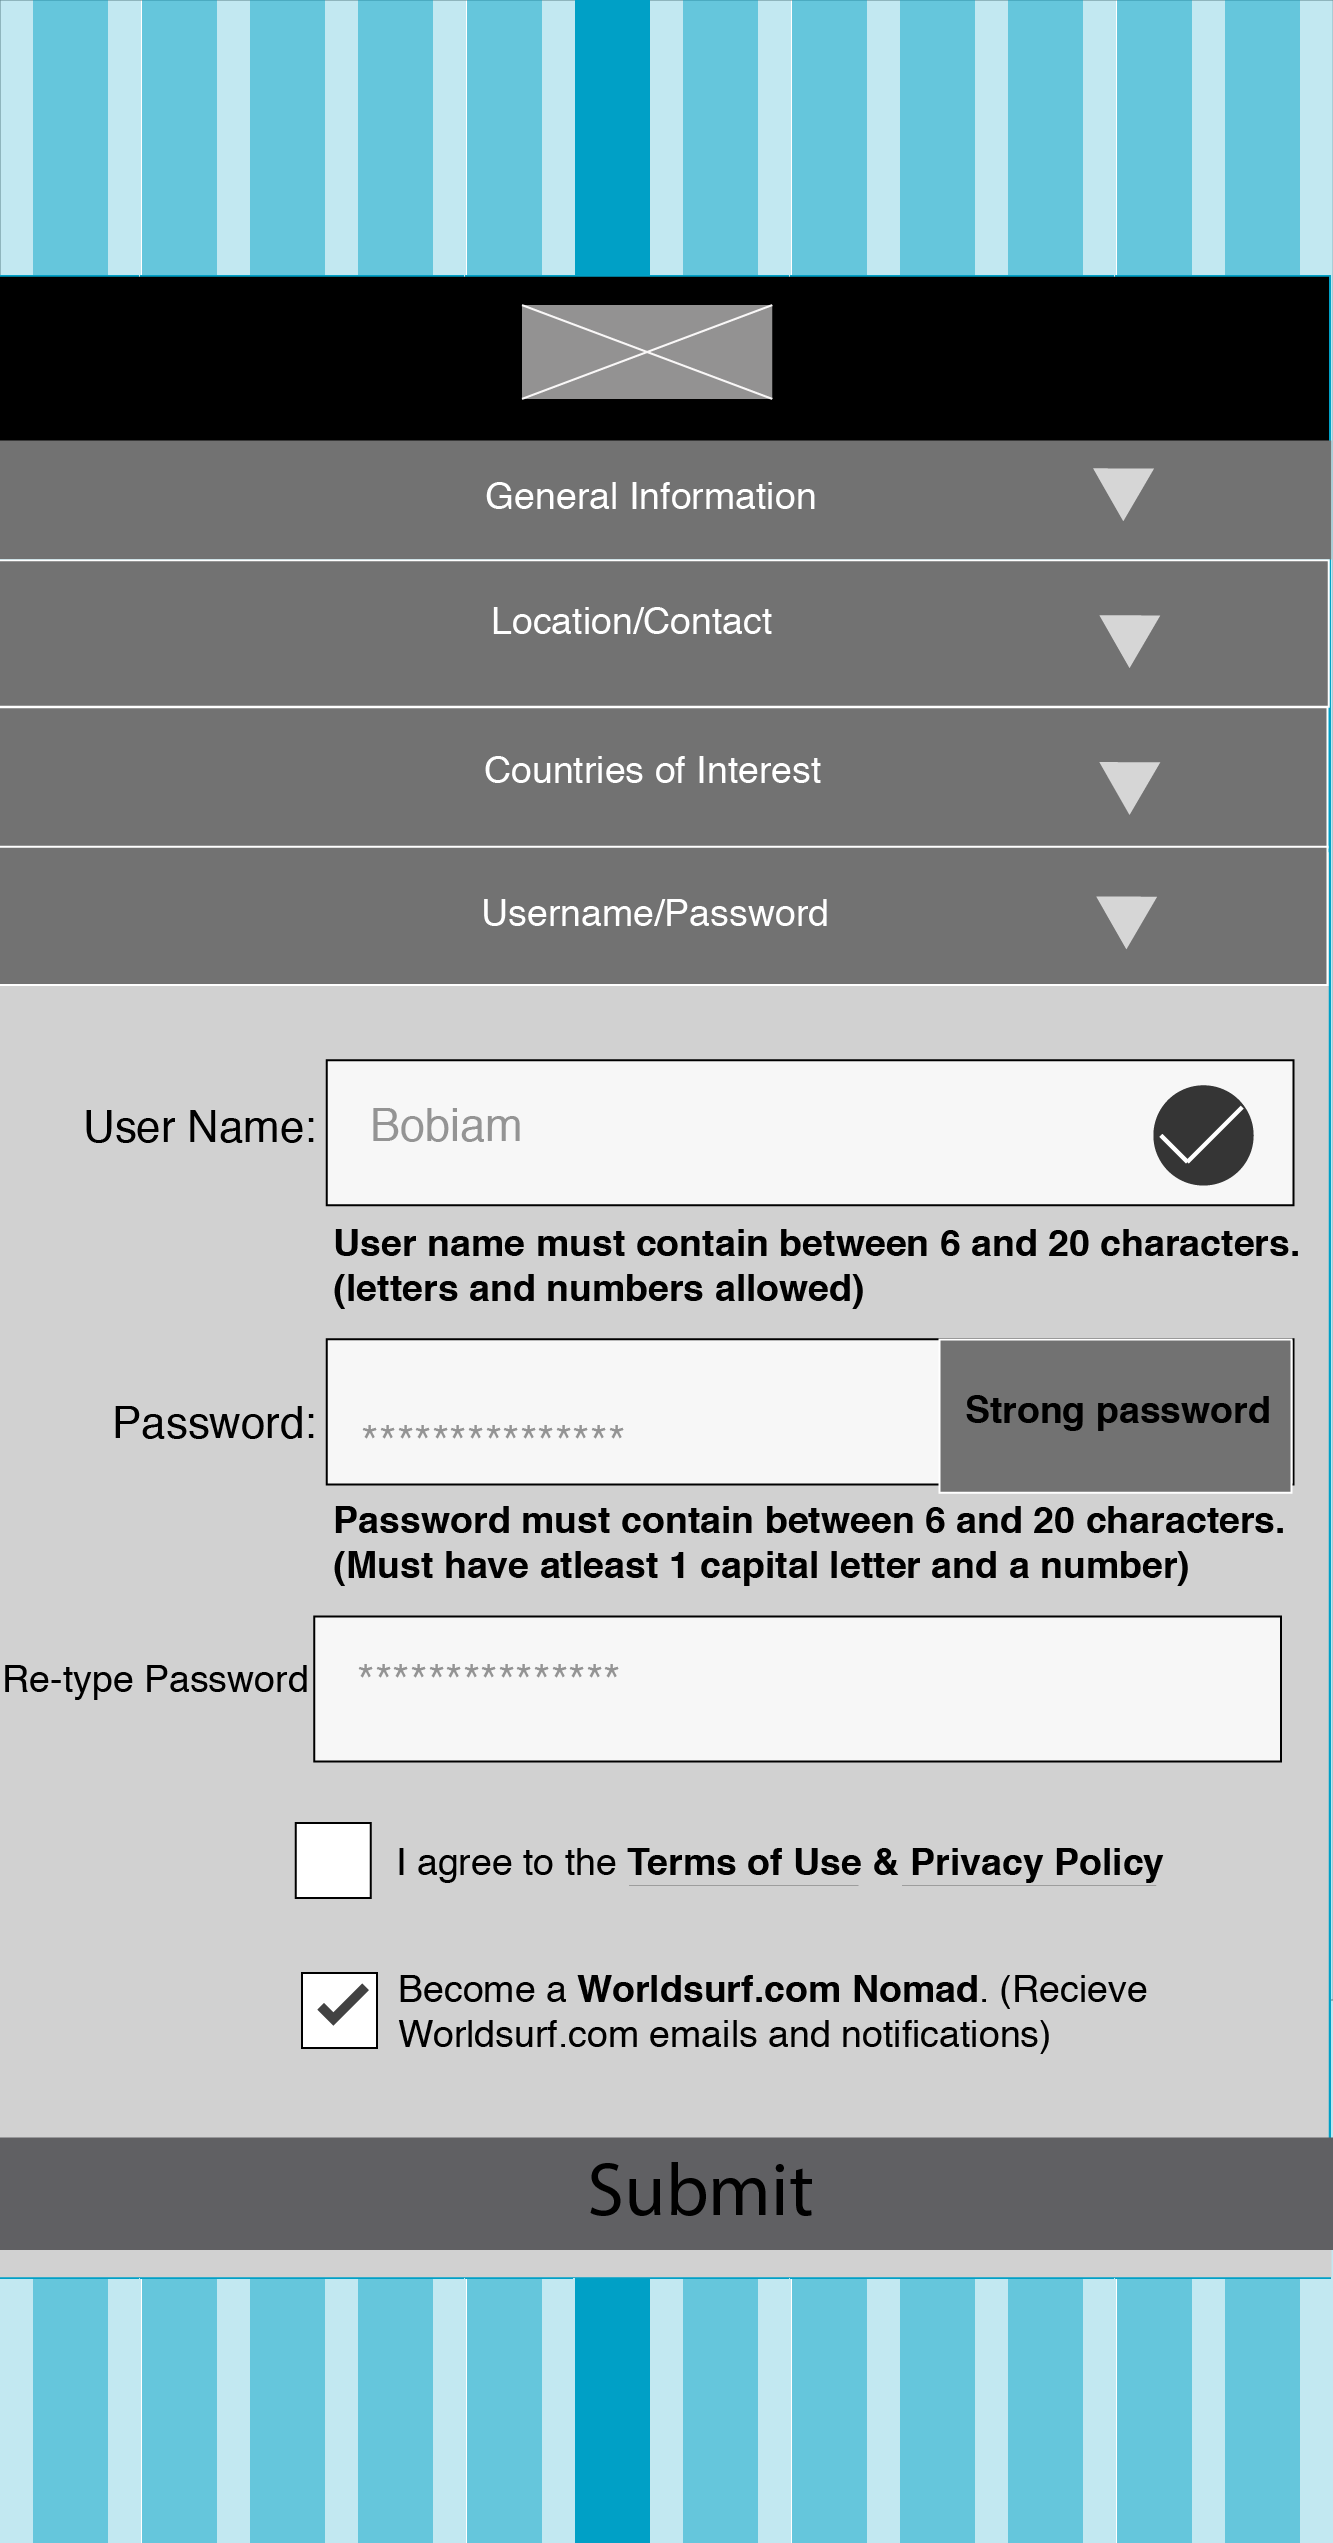 General Information
Location/Contact
Countries of Interest
Username/Password
User Name: Bobiam
User name must contain between 6 and 20 characters.
(letters and numbers allowed)
Password: *************** Strong password
Password must contain between 6 and 20 characters.
(Must have atleast 1 capital letter and a number)
Re-type Password ***************
I agree to the Terms of Use & Privacy Policy
Become a Worldsurf.com Nomad. (Recieve
Worldsurf.com emails and notifications)
Submit